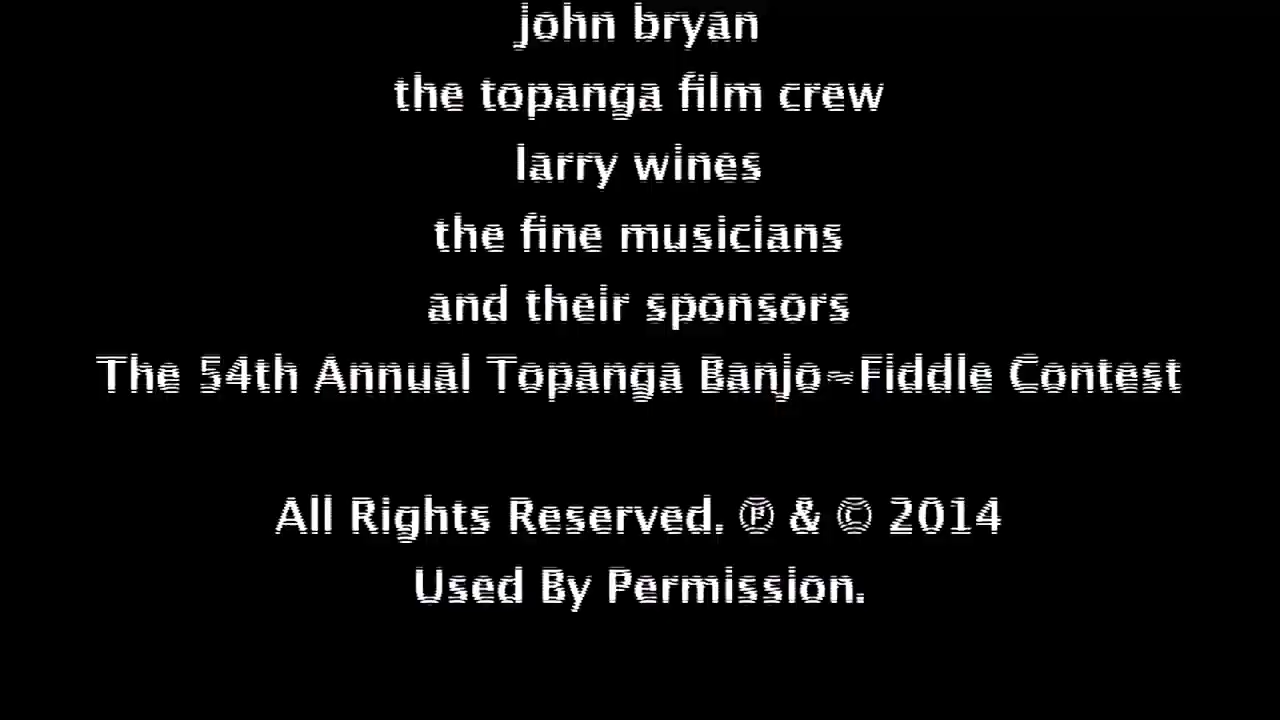 john bryan
the topanga film crew
larry wines
the fine musicians
and their sponsors
The 54th Annual Topanga Banjo~Fiddle Contest
All Rights Reserved. ℗ & © 2014
Used By Permission.